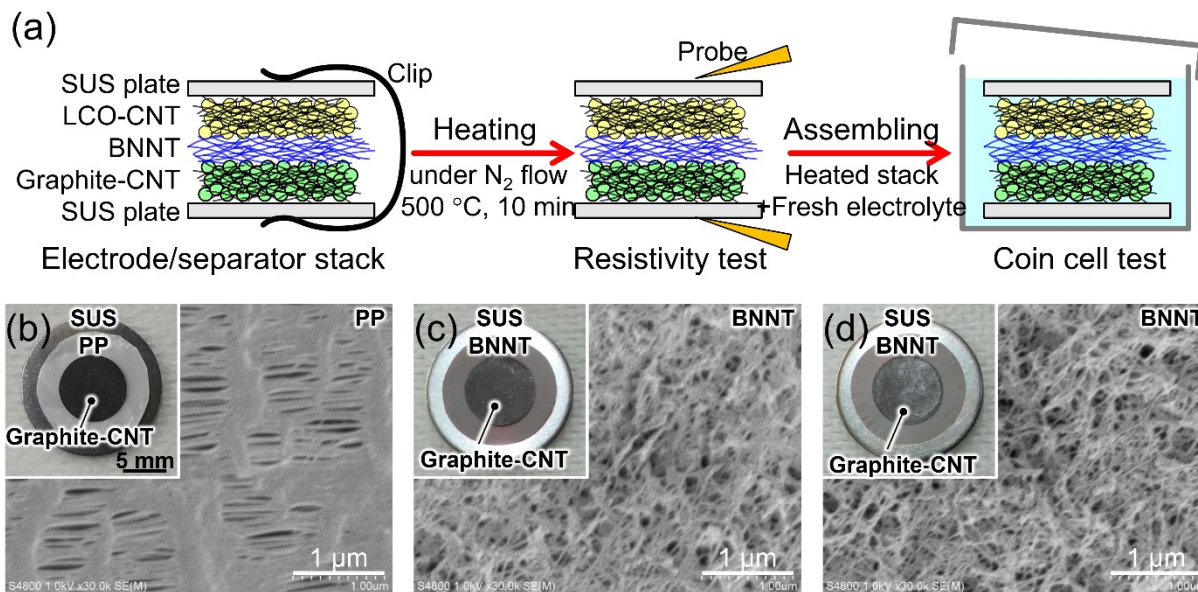 (a)
SUS plate
LCO-CNT
BNNT
Graphite-CNT
SUS plate
Clip
Electrode/separator stack
Heating
under N₂ flow
500 °C, 10 min
Probe
Resistivity test
Assembling
Heated stack
+Fresh electrolyte
Coin cell test
(b)
SUS
PP
Graphite-CNT
5 mm
PP
1 μm
S4800 1.0kV x30.0k SE(M)
1.00um
(c)
SUS
BNNT
Graphite-CNT
BNNT
1 μm
S4800 1.0kV x30.0k SE(M)
1.00um
(d)
SUS
BNNT
Graphite-CNT
BNNT
1 μm
S4800 1.0kV x30.0k SE(M)
1.00um